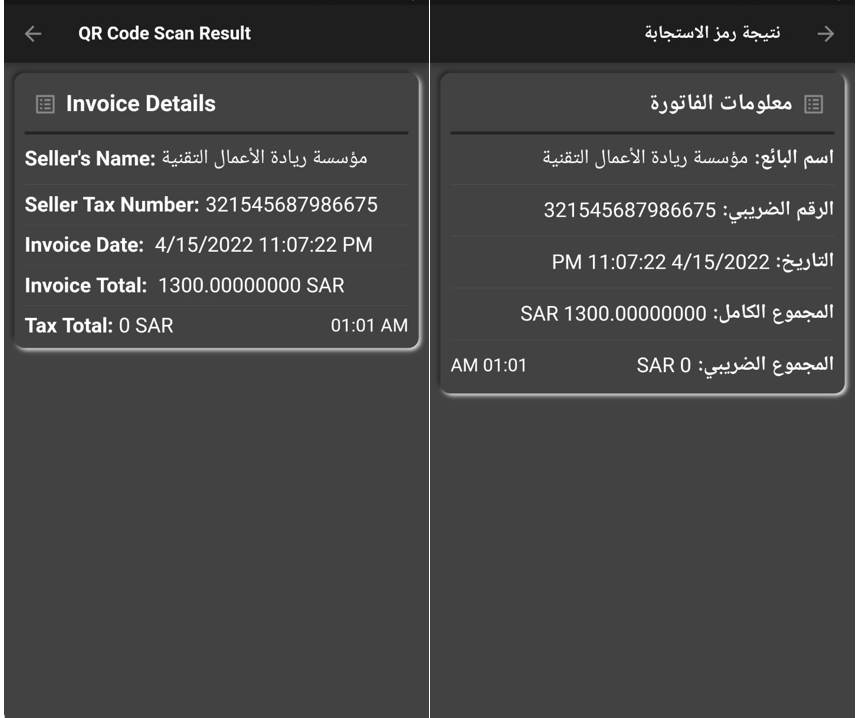 QR Code Scan Result
Invoice Details
Seller's Name: مؤسسة ريادة الأعمال التقنية
Seller Tax Number: 321545687986675
Invoice Date: 4/15/2022 11:07:22 PM
Invoice Total: 1300.00000000 SAR
Tax Total: 0 SAR 01:01 AM
نتيجة رمز الاستجابة
معلومات الفاتورة
اسم البائع: مؤسسة ريادة الأعمال التقنية
الرقم الضريبي: 321545687986675
التاريخ: 4/15/2022 11:07:22 PM
المجموع الكامل: 1300.00000000 SAR
المجموع الضريبي: 0 SAR 01:01 AM